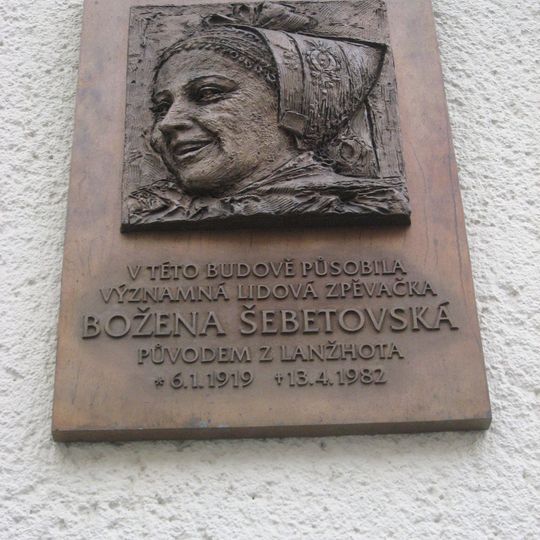 V TÉTO BUDOVĚ PŮSOBILA
VÝZNAMNÁ LIDOVÁ ZPĚVAČKA
BOŽENA ŠEBETOVSKÁ
PŮVODEM Z LANŽHOTA
* 6.1.1919 †13.4.1982